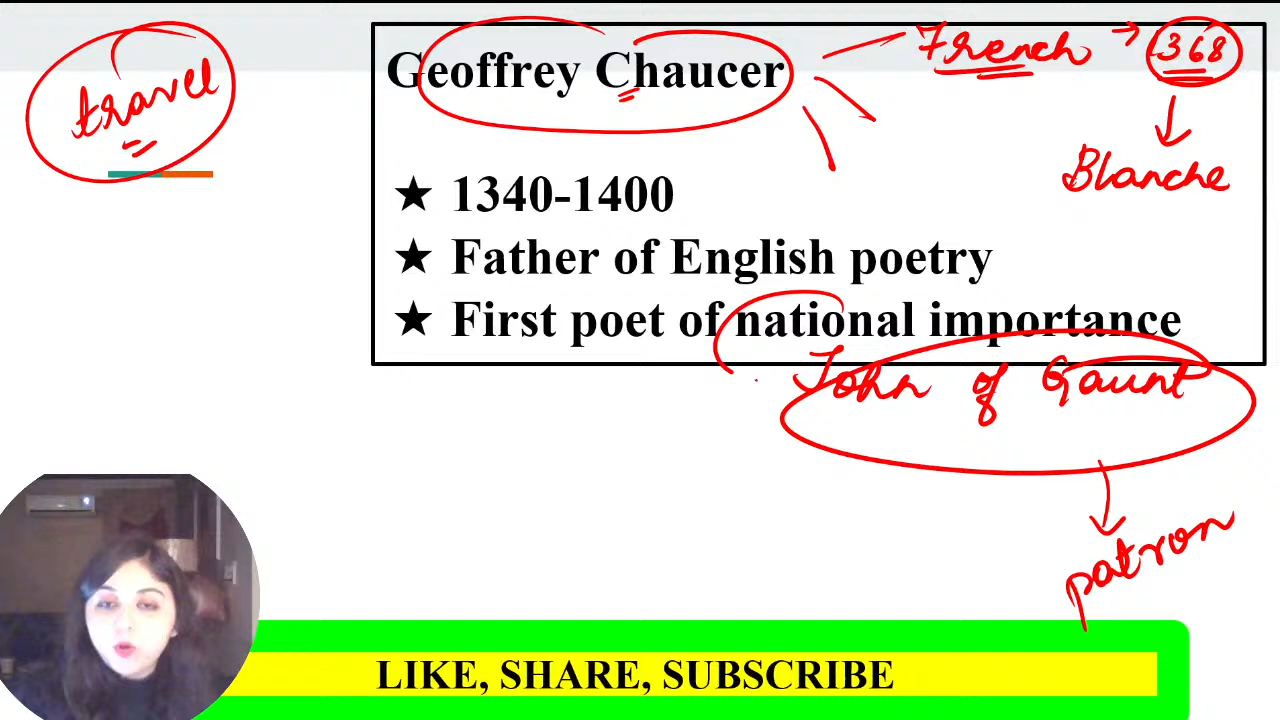 travel
Geoffrey Chaucer
French
1368
Blanche
★ 1340-1400
★ Father of English poetry
★ First poet of national importance
John of Gaunt
patron
LIKE, SHARE, SUBSCRIBE